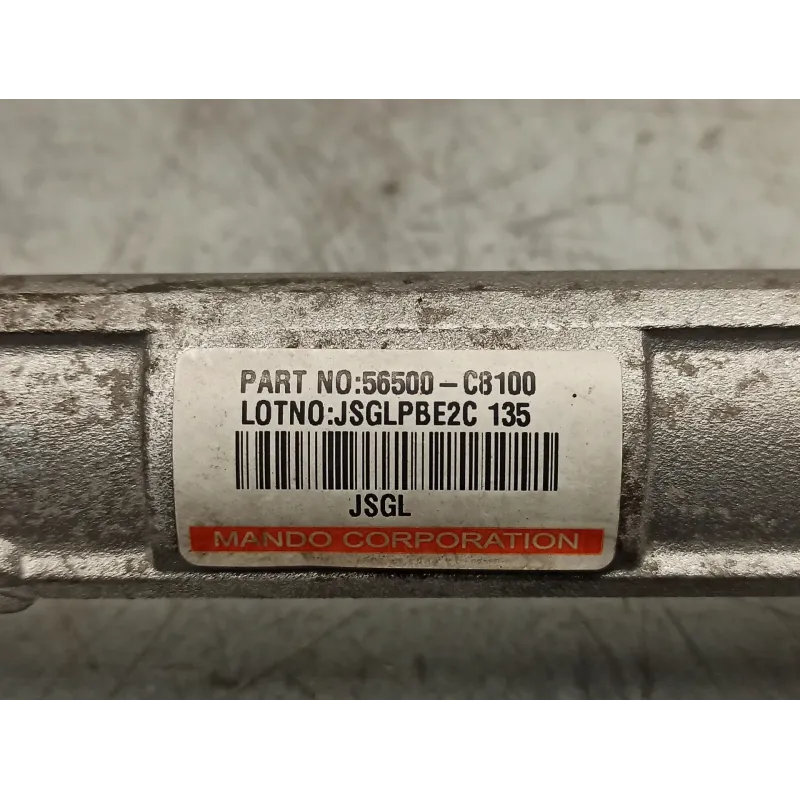 PART NO:56500-C8100
LOTNO:JSGLPBE2C 135
JSGL
MANDO CORPORATION